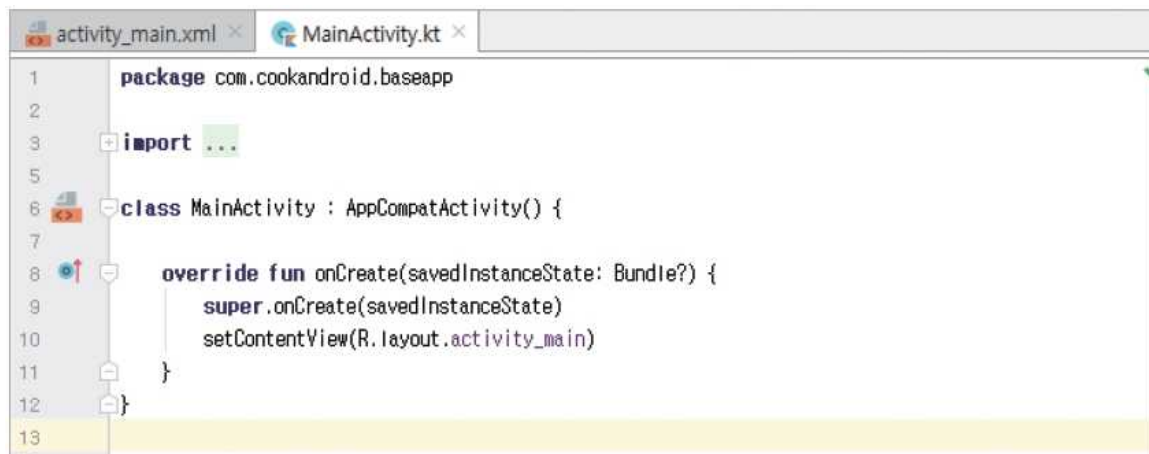 activity_main.xml × MainActivity.kt ×
1 package com.cookandroid.baseapp
2
3 import ...
5
6 class MainActivity : AppCompatActivity() {
7
8 override fun onCreate(savedInstanceState: Bundle?) {
9 super.onCreate(savedInstanceState)
10 setContentView(R.layout.activity_main)
11 }
12 }
13